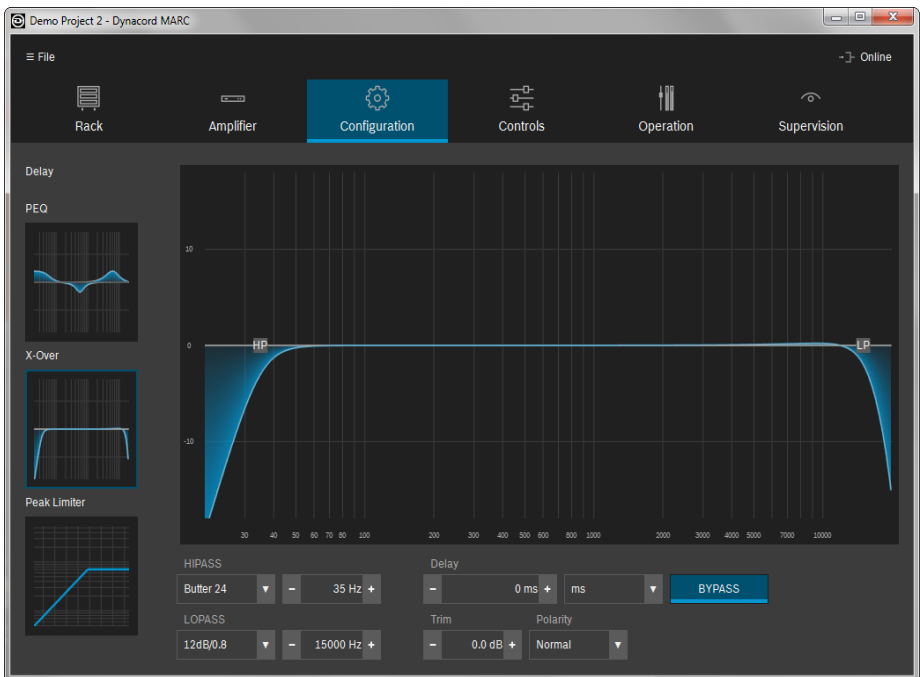 Demo Project 2 - Dynacord MARC
≡ File
Online
Rack Amplifier Configuration Controls Operation Supervision
Delay
PEQ
X-Over
Peak Limiter
10
0
-10
HP
LP
30 40 50 60 70 80 100 200 300 400 500 600 800 1000 2000 3000 4000 5000 7000 10000
HIPASS Delay
Butter 24 - 35 Hz + - 0 ms + ms BYPASS
LOPASS Trim Polarity
12dB/0.8 - 15000 Hz + - 0.0 dB + Normal